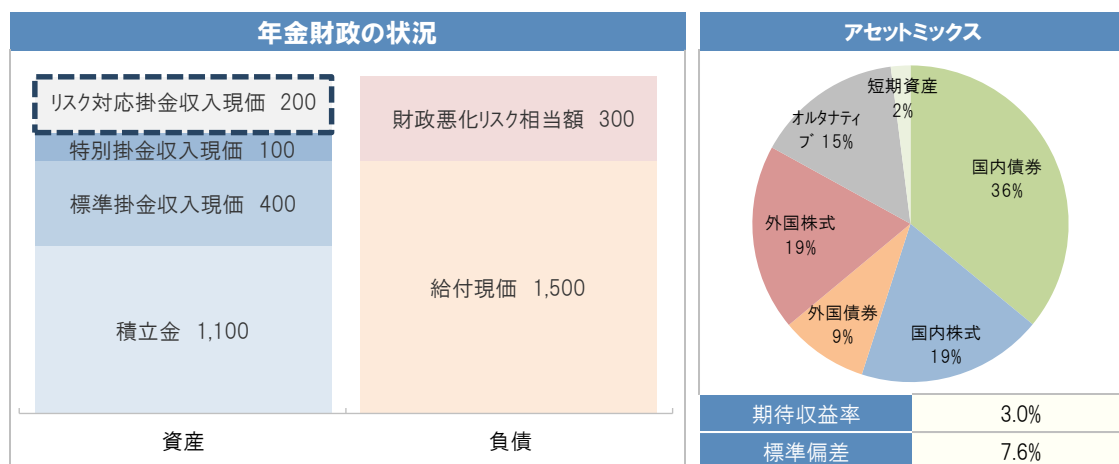 年金財政の状況
リスク対応掛金収入現価 200
特別掛金収入現価 100
標準掛金収入現価 400
積立金 1,100
財政悪化リスク相当額 300
給付現価 1,500
資産
負債
アセットミックス
短期資産
2%
オルタナティ
ブ 15%
国内債券
36%
外国株式
19%
外国債券
9%
国内株式
19%
期待収益率 3.0%
標準偏差 7.6%